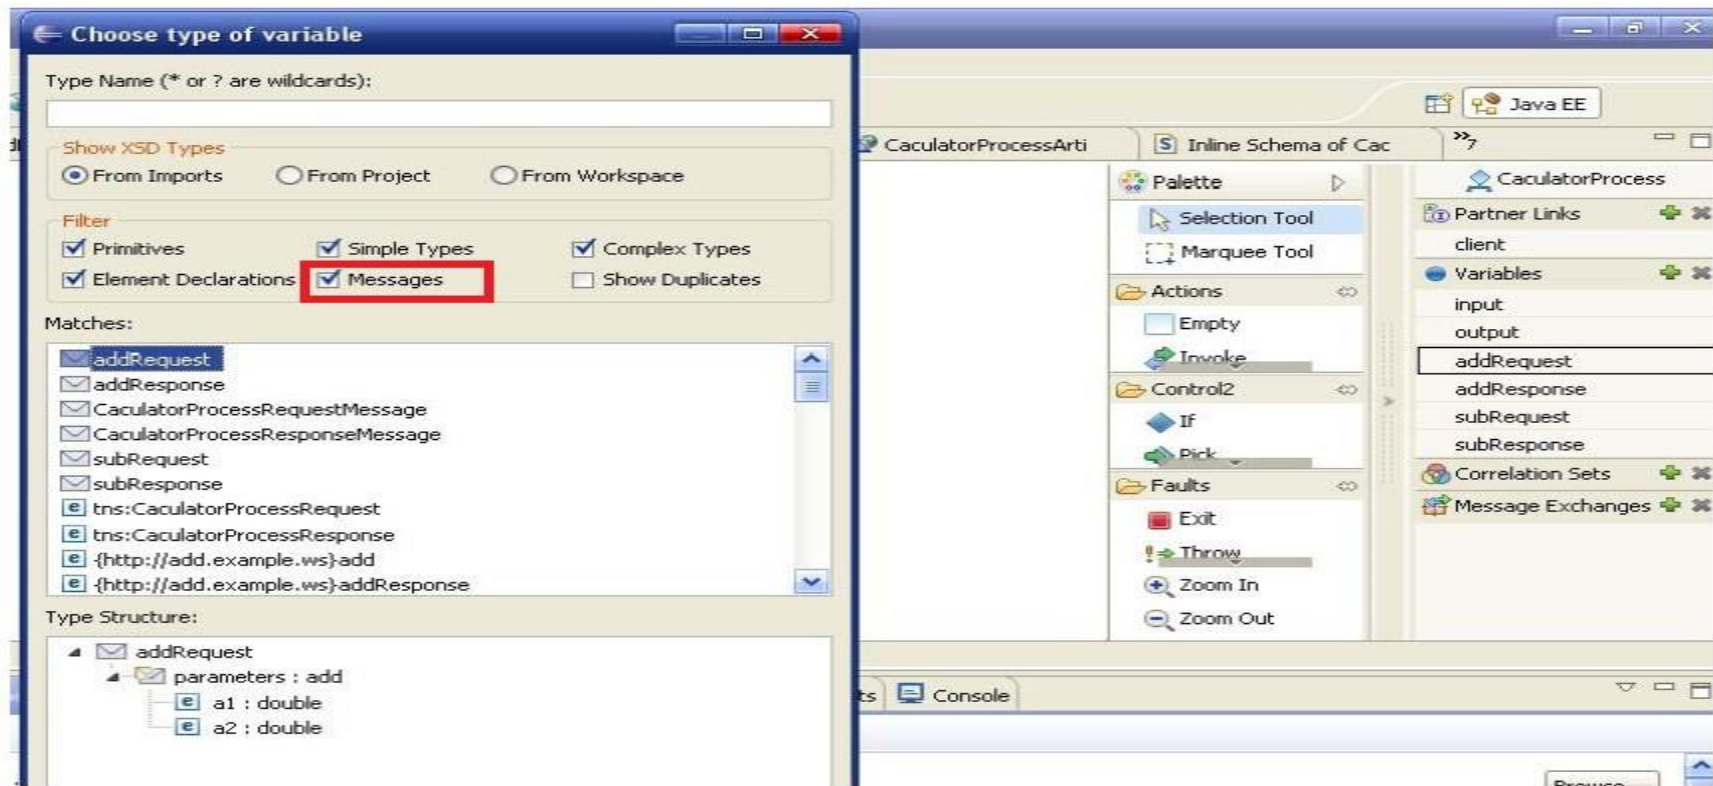 Choose type of variable
Type Name (* or ? are wildcards):
Show XSD Types
From Imports From Project From Workspace
Filter
Primitives Simple Types Complex Types
Element Declarations Messages Show Duplicates
Matches:
addRequest
addResponse
CaculatorProcessRequestMessage
CaculatorProcessResponseMessage
subRequest
subResponse
e tns:CaculatorProcessRequest
e tns:CaculatorProcessResponse
e {http://add.example.ws}add
e {http://add.example.ws}addResponse
Type Structure:
addRequest
parameters : add
e a1 : double
e a2 : double
Java EE
CaculatorProcessArti
S Inline Schema of Cac
»7
Palette
Selection Tool
Marquee Tool
Actions
Empty
Invoke
Control2
If
Pick
Faults
Exit
Throw
Zoom In
Zoom Out
CaculatorProcess
Partner Links
client
Variables
input
output
addRequest
addResponse
subRequest
subResponse
Correlation Sets
Message Exchanges
ts Console